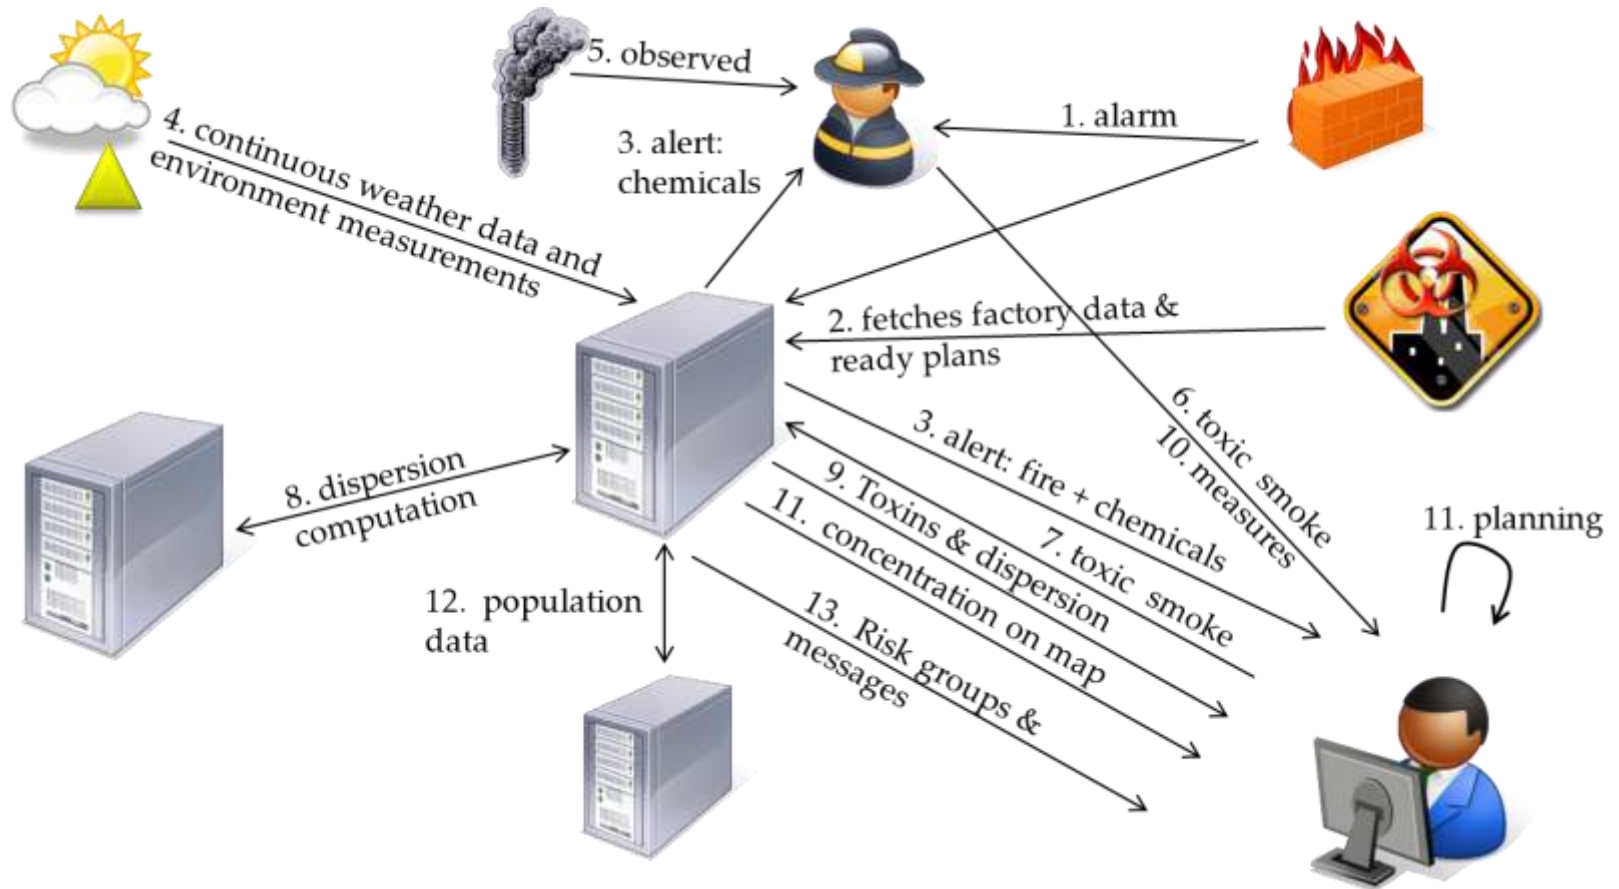 5. observed
1. alarm
3. alert:
chemicals
4. continuous weather data and
environment measurements
2. fetches factory data &
ready plans
6. toxic smoke
10. measures
3. alert: fire + chemicals
7. toxic smoke
9. Toxins & dispersion
11. concentration on map
13. Risk groups &
messages
8. dispersion
computation
11. planning
12. population
data